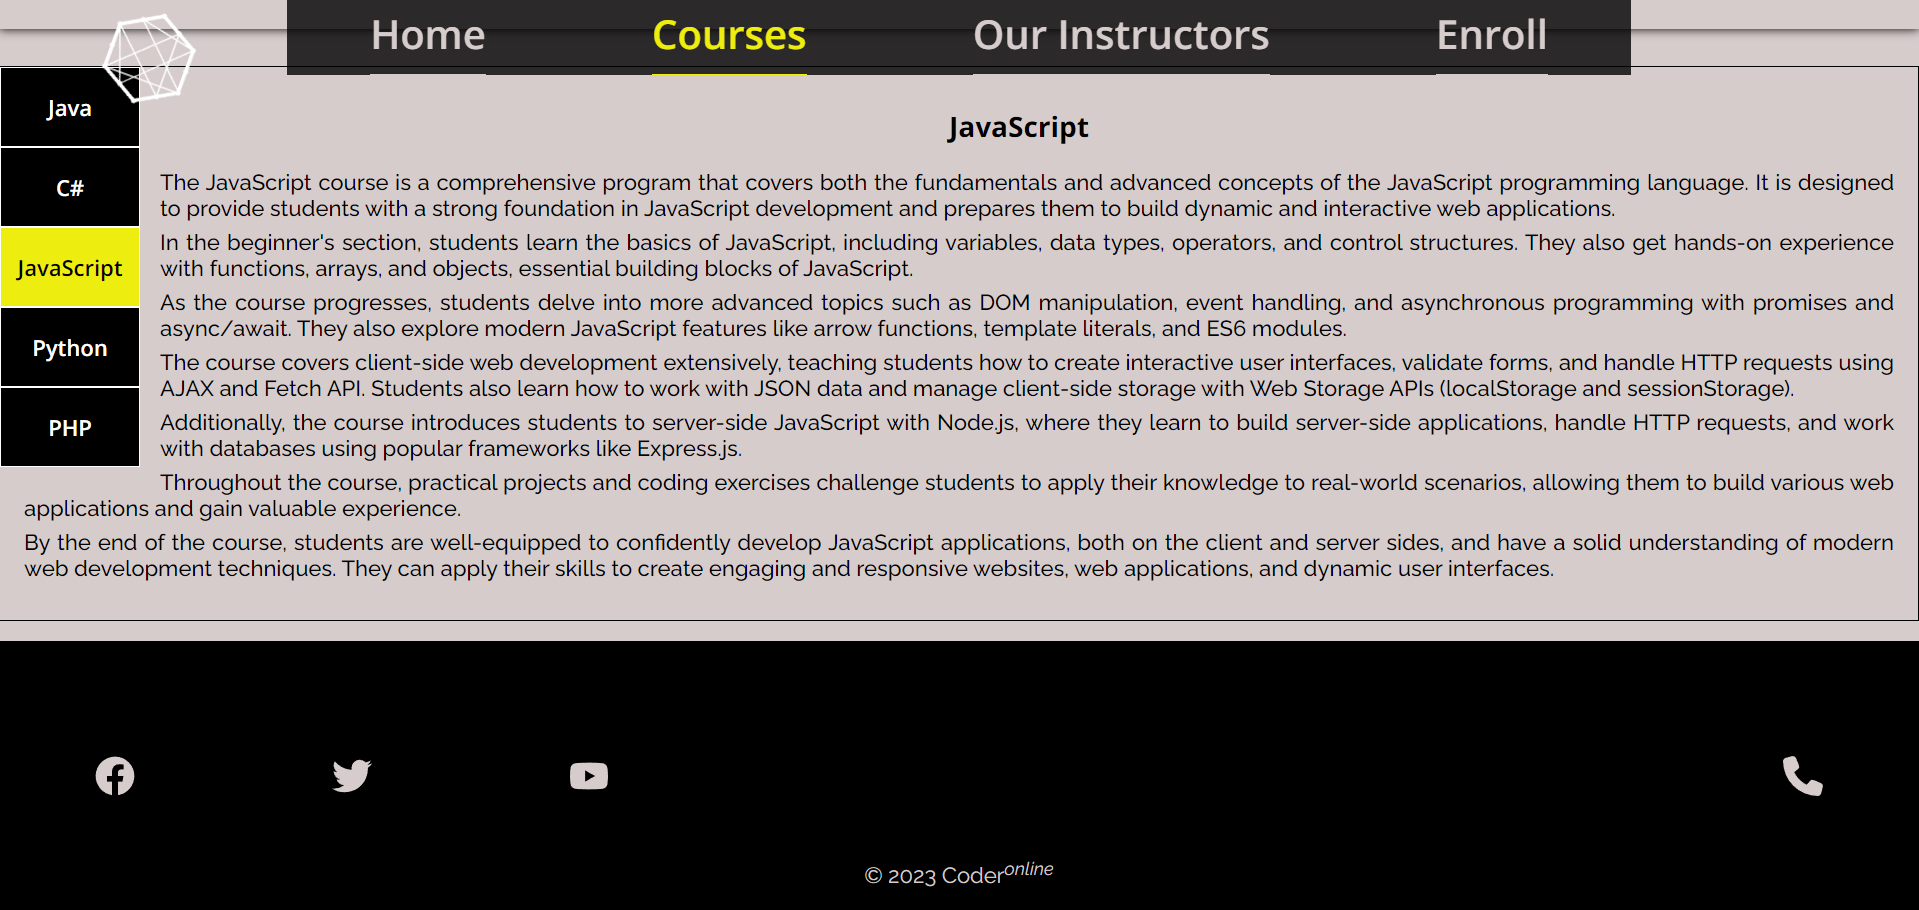 Home Courses Our Instructors Enroll
Java
C#
JavaScript
Python
PHP
JavaScript
The JavaScript course is a comprehensive program that covers both the fundamentals and advanced concepts of the JavaScript programming language. It is designed
to provide students with a strong foundation in JavaScript development and prepares them to build dynamic and interactive web applications.
In the beginner's section, students learn the basics of JavaScript, including variables, data types, operators, and control structures. They also get hands-on experience
with functions, arrays, and objects, essential building blocks of JavaScript.
As the course progresses, students delve into more advanced topics such as DOM manipulation, event handling, and asynchronous programming with promises and
async/await. They also explore modern JavaScript features like arrow functions, template literals, and ES6 modules.
The course covers client-side web development extensively, teaching students how to create interactive user interfaces, validate forms, and handle HTTP requests using
AJAX and Fetch API. Students also learn how to work with JSON data and manage client-side storage with Web Storage APIs (localStorage and sessionStorage).
Additionally, the course introduces students to server-side JavaScript with Node.js, where they learn to build server-side applications, handle HTTP requests, and work
with databases using popular frameworks like Express.js.
Throughout the course, practical projects and coding exercises challenge students to apply their knowledge to real-world scenarios, allowing them to build various web
applications and gain valuable experience.
By the end of the course, students are well-equipped to confidently develop JavaScript applications, both on the client and server sides, and have a solid understanding of modern
web development techniques. They can apply their skills to create engaging and responsive websites, web applications, and dynamic user interfaces.
© 2023 Coderonline